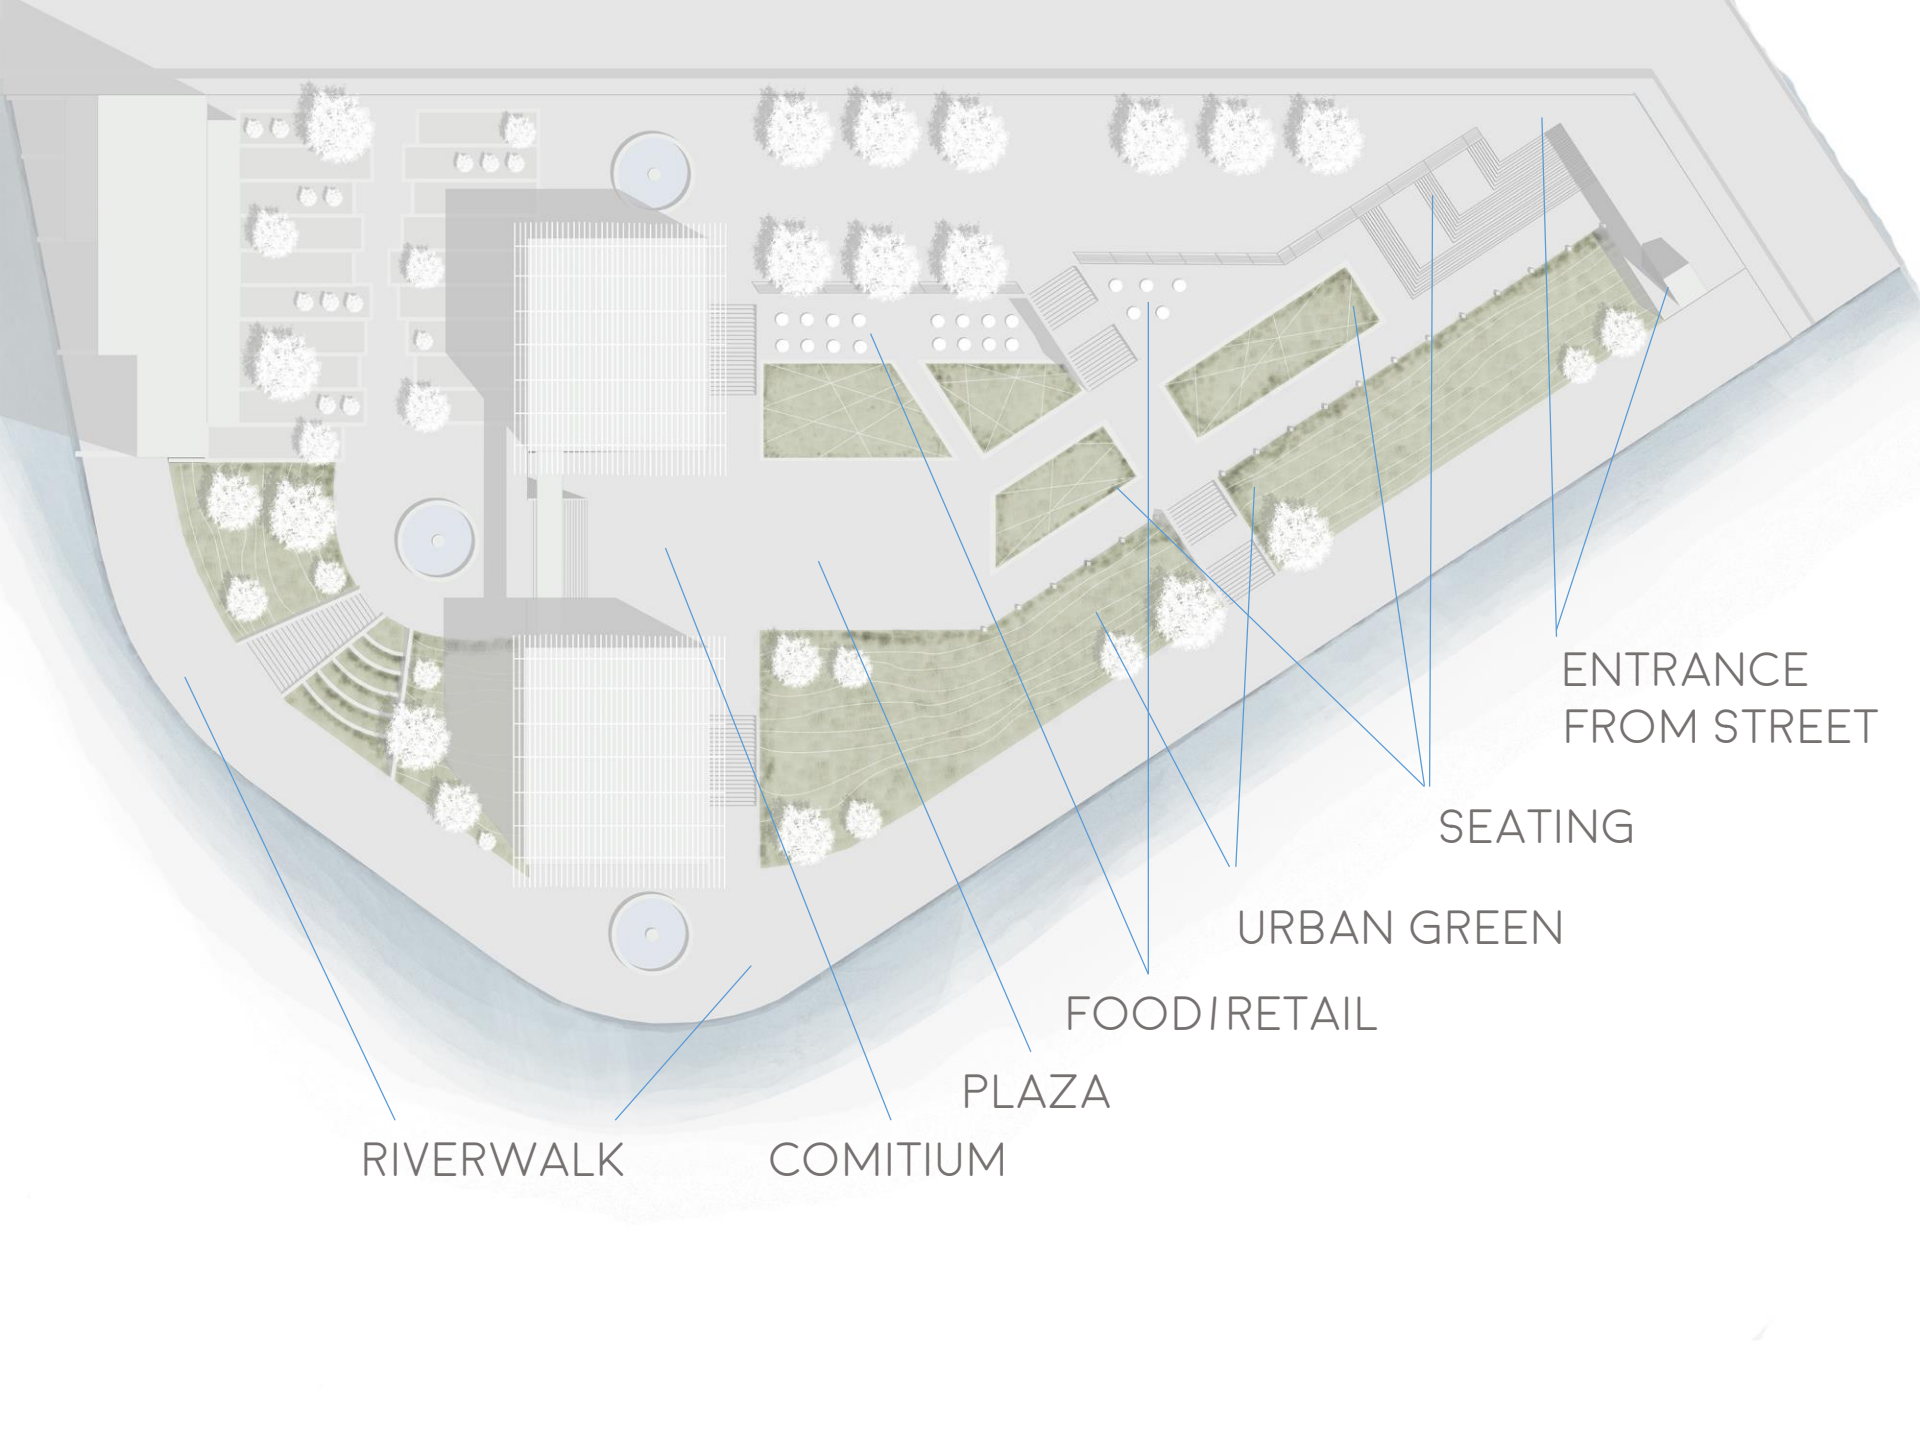 ENTRANCE
FROM STREET
SEATING
URBAN GREEN
FOOD/RETAIL
PLAZA
RIVERWALK
COMITIUM